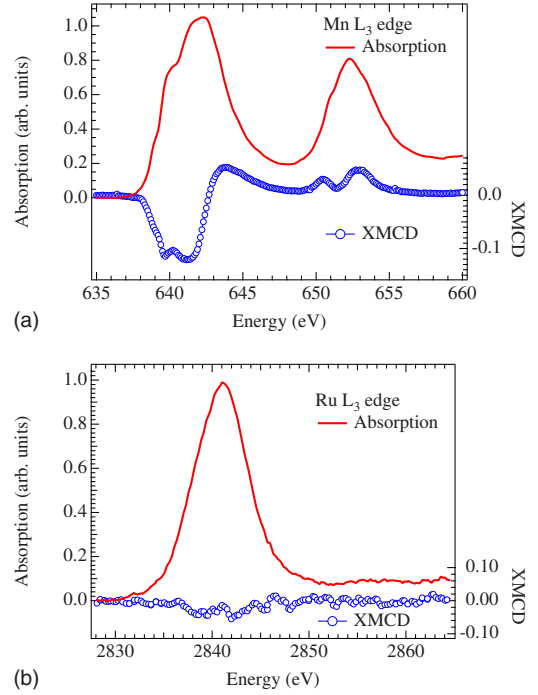 1.0
0.8
0.6
0.4
0.2
0.0
Absorption (arb. units)
Mn L3 edge
Absorption
XMCD
0.0
-0.1
XMCD
635
640
645
650
655
660
Energy (eV)
(a)
1.0
0.8
0.6
0.4
0.2
0.0
Absorption (arb. units)
Ru L3 edge
Absorption
XMCD
0.10
0.00
-0.10
XMCD
2830
2840
2850
2860
Energy (eV)
(b)